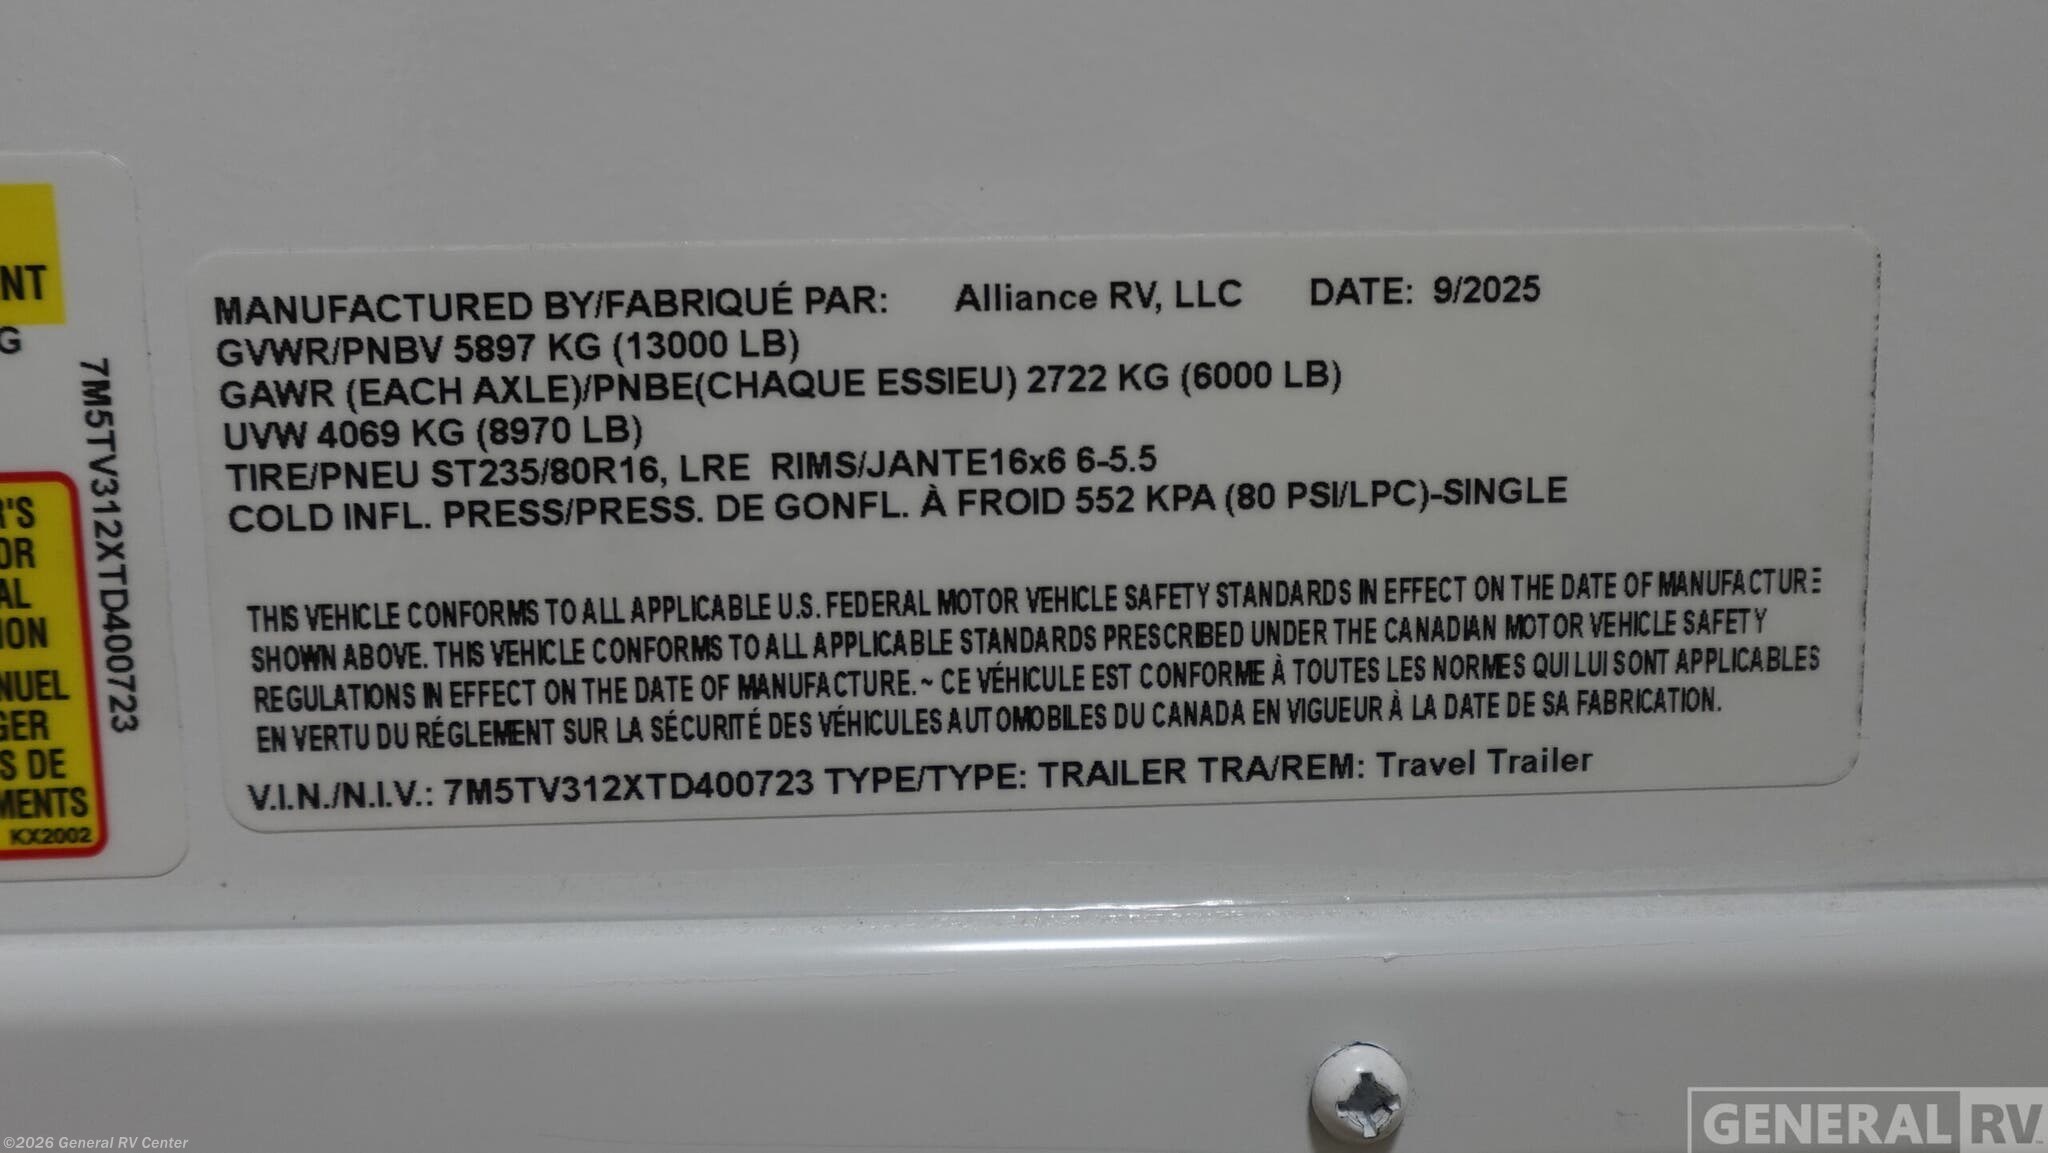 MANUFACTURED BY/FABRIQUÉ PAR: Alliance RV, LLC DATE: 9/2025
GVWR/PNBV 5897 KG (13000 LB)
GAWR (EACH AXLE)/PNBE(CHAQUE ESSIEU) 2722 KG (6000 LB)
UVW 4069 KG (8970 LB)
TIRE/PNEU ST235/80R16, LRE RIMS/JANTE16x6 6-5.5
COLD INFL. PRESS/PRESS. DE GONFL. À FROID 552 KPA (80 PSI/LPC)-SINGLE
THIS VEHICLE CONFORMS TO ALL APPLICABLE U.S. FEDERAL MOTOR VEHICLE SAFETY STANDARDS IN EFFECT ON THE DATE OF MANUFACTURE
SHOWN ABOVE. THIS VEHICLE CONFORMS TO ALL APPLICABLE STANDARDS PRESCRIBED UNDER THE CANADIAN MOTOR VEHICLE SAFETY
REGULATIONS IN EFFECT ON THE DATE OF MANUFACTURE. ~ CE VÉHICULE EST CONFORME À TOUTES LES NORMES QUI LUI SONT APPLICABLES
EN VERTU DU RÉGLEMENT SUR LA SÉCURITÉ DES VÉHICULES AUTOMOBILES DU CANADA EN VIGUEUR À LA DATE DE SA FABRICATION.
V.I.N./N.I.V.: 7M5TV312XTD400723 TYPE/TYPE: TRAILER TRA/REM: Travel Trailer
NT
G
7M5TV312XTD400723
R'S
OR
AL
ION
NUEL
GER
S DE
MENTS
KX2002
©2026 General RV Center
GENERAL RV